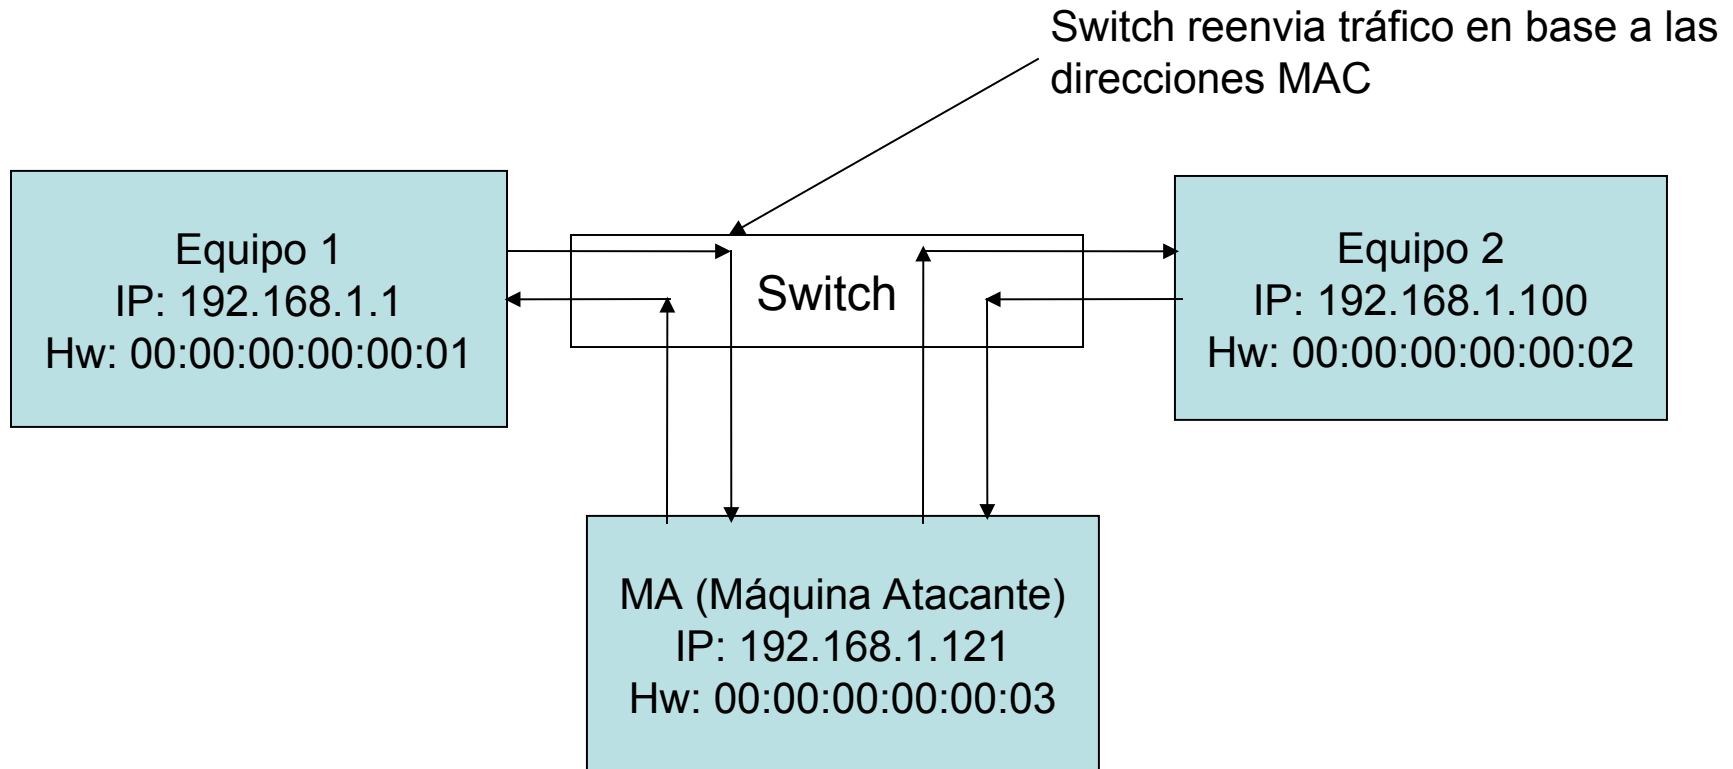 Switch reenvia tráfico en base a las
direcciones MAC
Equipo 1
IP: 192.168.1.1
Hw: 00:00:00:00:00:01
Switch
Equipo 2
IP: 192.168.1.100
Hw: 00:00:00:00:00:02
MA (Máquina Atacante)
IP: 192.168.1.121
Hw: 00:00:00:00:00:03